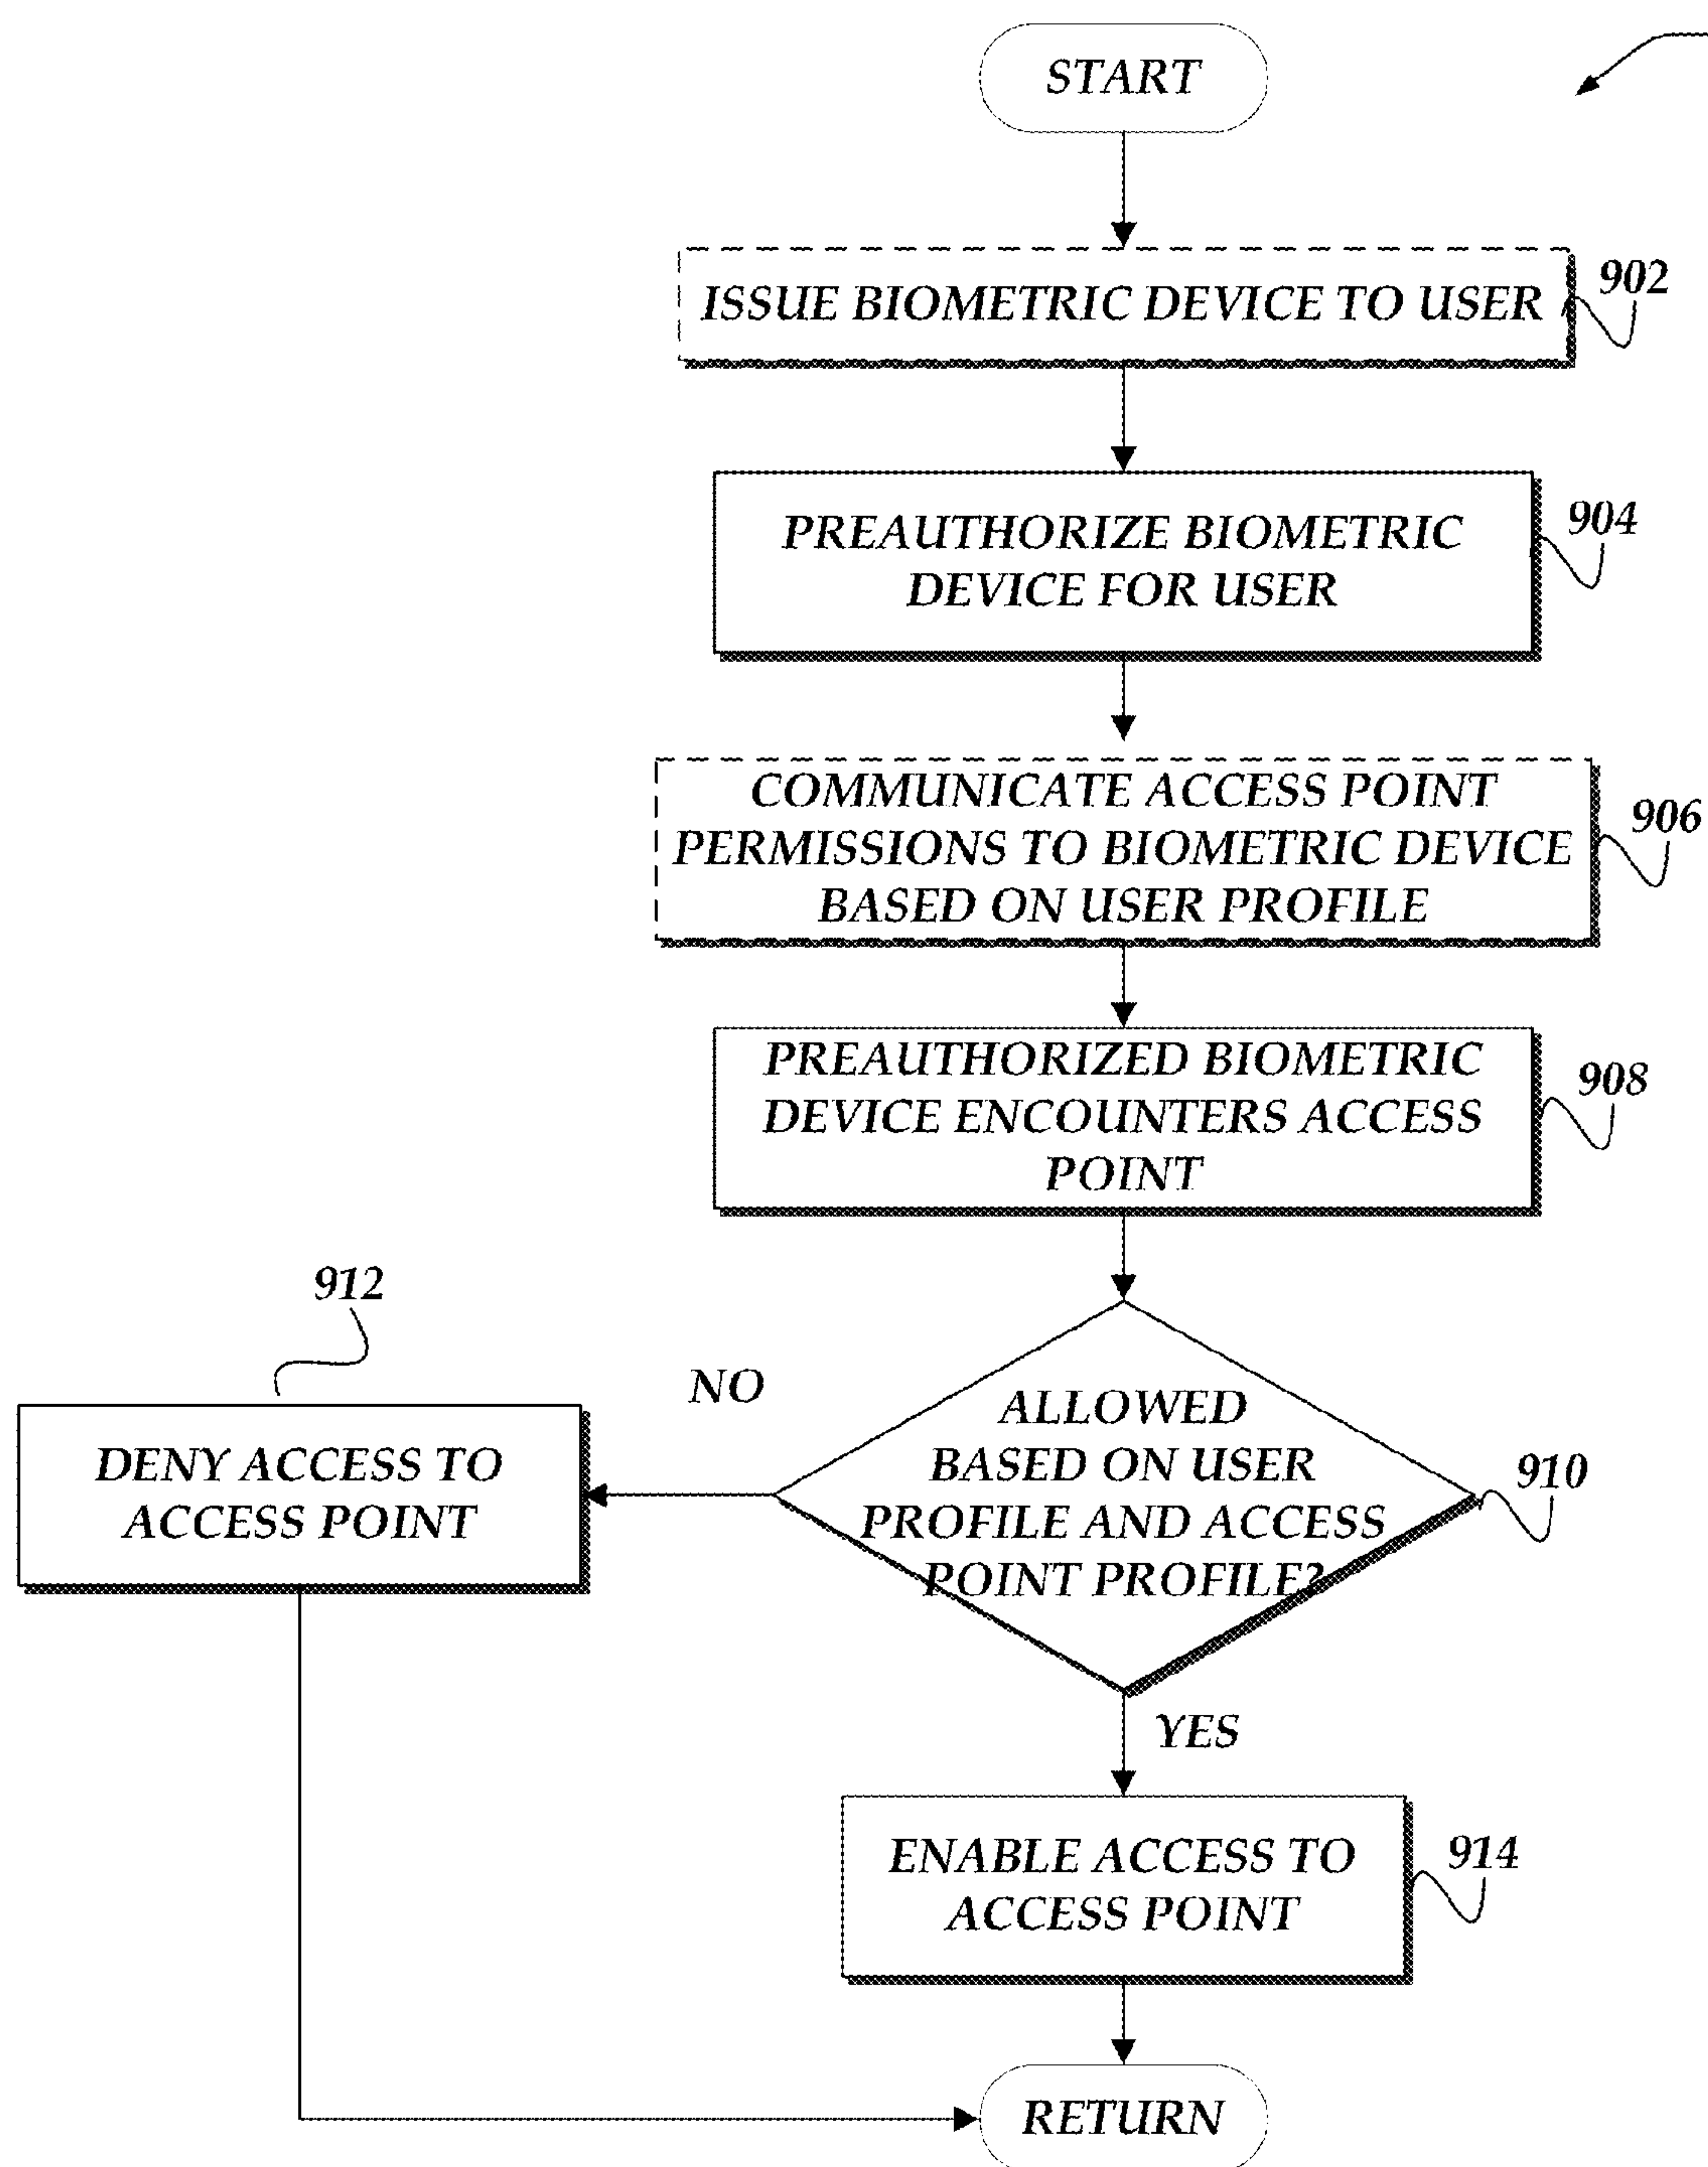 START
ISSUE BIOMETRIC DEVICE TO USER
902
PREAUTHORIZE BIOMETRIC
DEVICE FOR USER
904
COMMUNICATE ACCESS POINT
PERMISSIONS TO BIOMETRIC DEVICE
BASED ON USER PROFILE
906
PREAUTHORIZED BIOMETRIC
DEVICE ENCOUNTERS ACCESS
POINT
908
912
NO
DENY ACCESS TO
ACCESS POINT
ALLOWED
BASED ON USER
PROFILE AND ACCESS
POINT PROFILE?
910
YES
ENABLE ACCESS TO
ACCESS POINT
914
RETURN